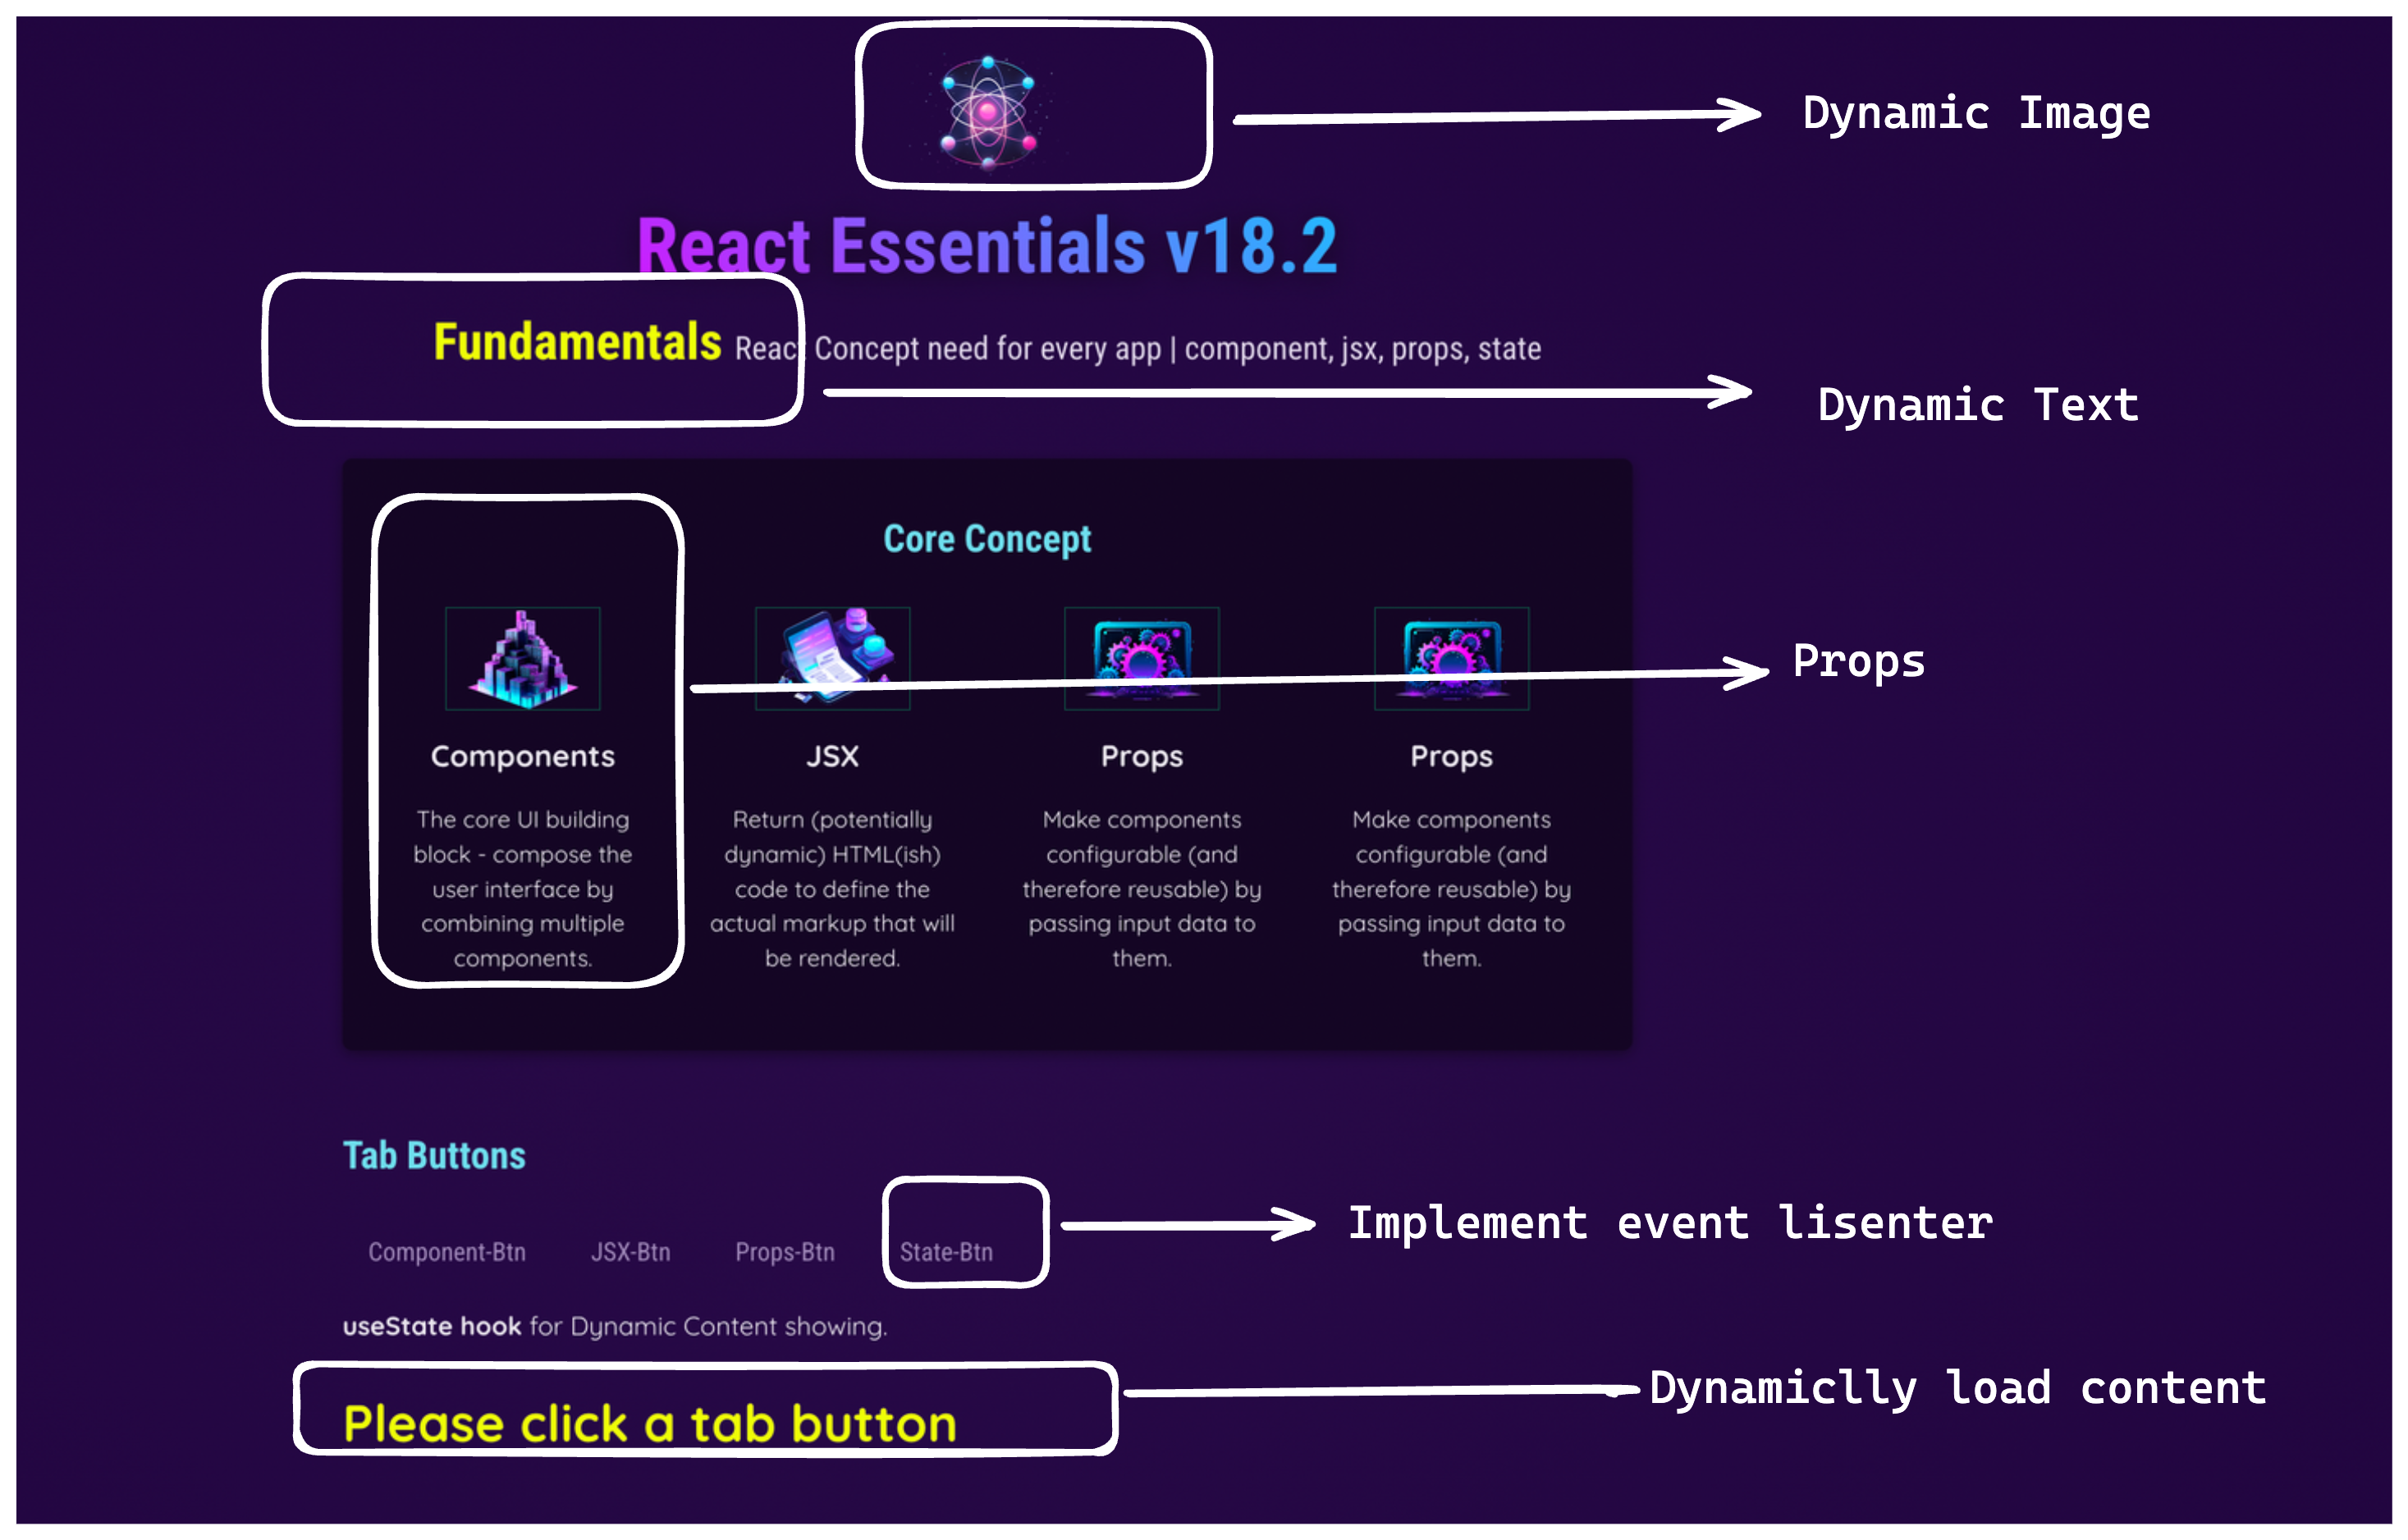 Dynamic Image
React Essentials v18.2
Fundamentals React Concept need for every app | component, jsx, props, state
Dynamic Text
Core Concept
Props
Components
The core UI building
block - compose the
user interface by
combining multiple
components.
JSX
Return (potentially
dynamic) HTML(ish)
code to define the
actual markup that will
be rendered.
Props
Make components
configurable (and
therefore reusable) by
passing input data to
them.
Props
Make components
configurable (and
therefore reusable) by
passing input data to
them.
Tab Buttons
Component-Btn JSX-Btn Props-Btn State-Btn
Implement event lisenter
useState hook for Dynamic Content showing.
Please click a tab button
Dynamiclly load content